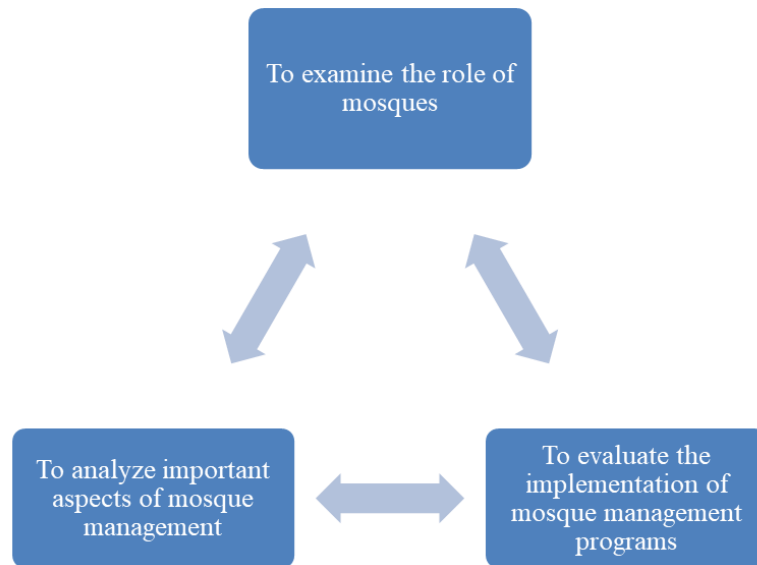 To examine the role of
mosques
To analyze important
aspects of mosque
management
To evaluate the
implementation of
mosque management
programs